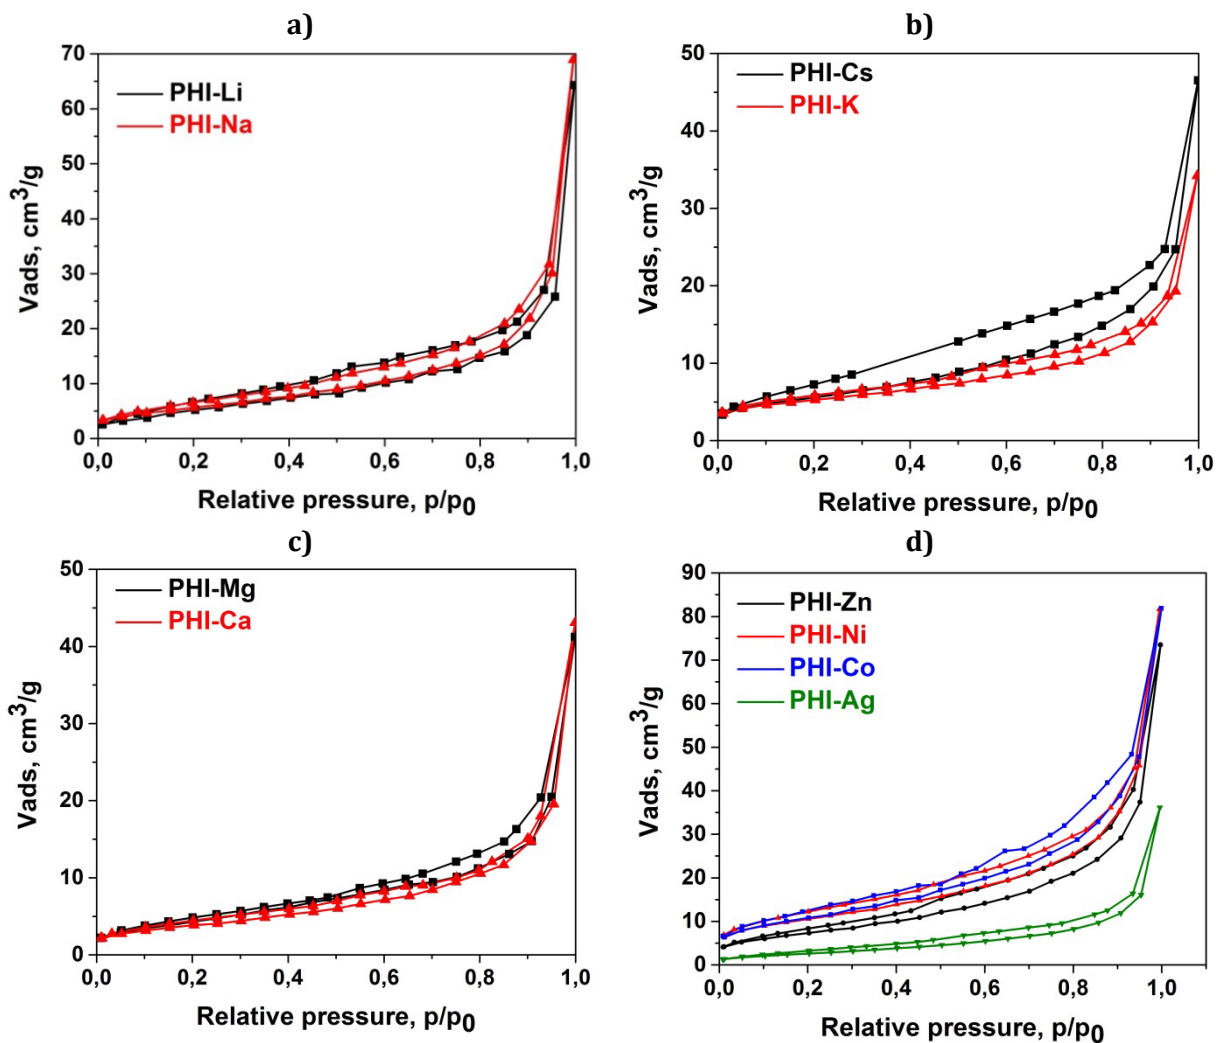 a)
70
60
50
40
30
20
10
0
Vads, cm³/g
PHI-Li
PHI-Na
0,0 0,2 0,4 0,6 0,8 1,0
Relative pressure, p/p₀
b)
50
40
30
20
10
0
Vads, cm³/g
PHI-Cs
PHI-K
0,0 0,2 0,4 0,6 0,8 1,0
Relative pressure, p/p₀
c)
50
40
30
20
10
0
Vads, cm³/g
PHI-Mg
PHI-Ca
0,0 0,2 0,4 0,6 0,8 1,0
Relative pressure, p/p₀
d)
90
80
70
60
50
40
30
20
10
0
Vads, cm³/g
PHI-Zn
PHI-Ni
PHI-Co
PHI-Ag
0,0 0,2 0,4 0,6 0,8 1,0
Relative pressure, p/p₀